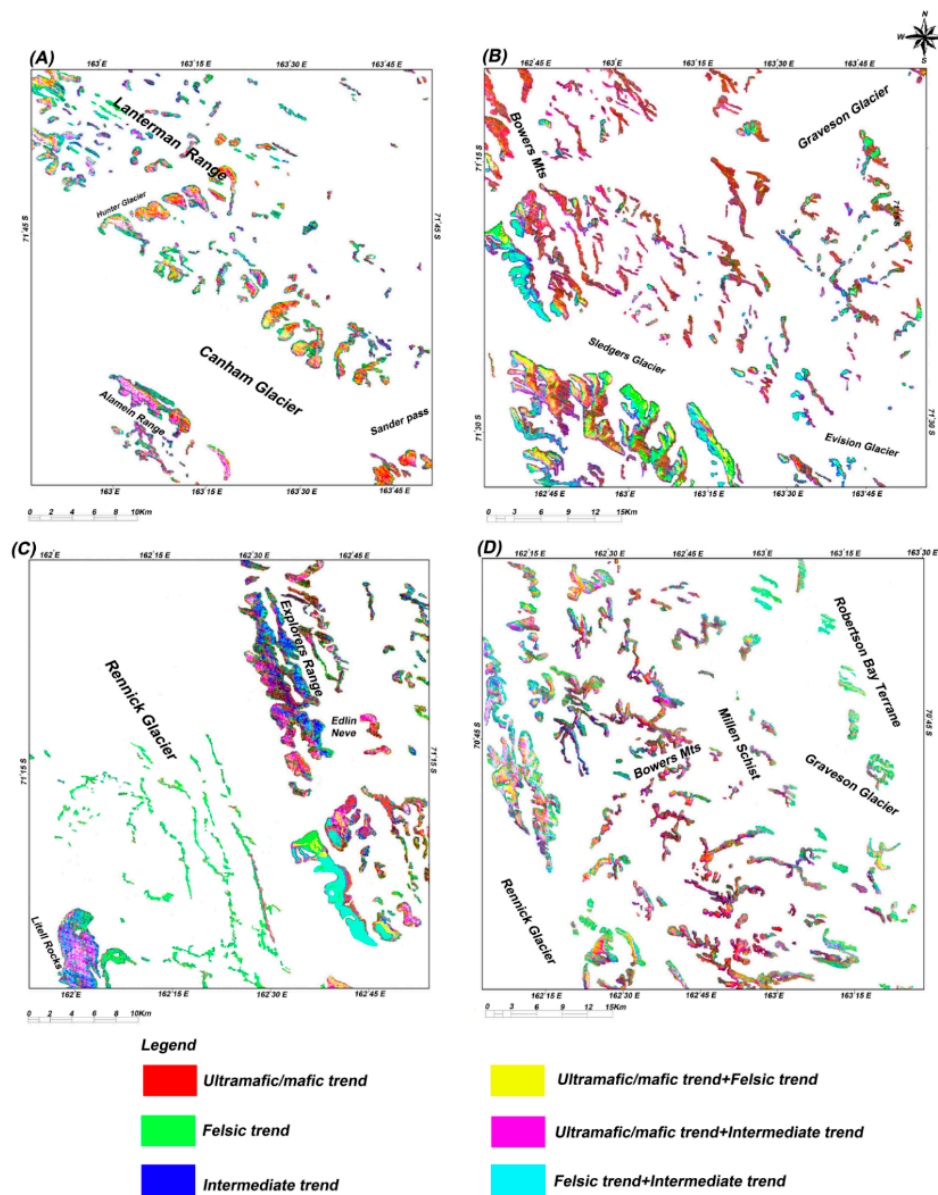 N
W
S
(A)
163°E 163°15'E 163°30'E 163°45'E
Lanterman Range
Hunter Glacier
71°45'S
71°45'S
Canham Glacier
Alamein Range
Sander pass
163°E 163°15'E 163°30'E 163°45'E
0 2 4 6 8 10Km
(B)
162°45'E 163°E 163°15'E 163°30'E 163°45'E
Bowers Mts
Graveson Glacier
71°15'S
Sledgers Glacier
71°30'S
71°30'S
Evision Glacier
162°45'E 163°E 163°15'E 163°30'E 163°45'E
0 3 6 9 12 15Km
(C)
162°E 162°15'E 162°30'E 162°45'E
Explorers Range
Rennick Glacier
Edlin
Neve
71°15'S
71°15'S
Litell Rocks
162°E 162°15'E 162°30'E 162°45'E
0 2 4 6 8 10Km
(D)
162°15'E 162°30'E 162°45'E 163°E 163°15'E 163°30'E
Robertson Bay Terrane
70°45'S
70°45'S
Millen Schist
Bowers Mts
Graveson Glacier
Rennick Glacier
162°15'E 162°30'E 162°45'E 163°E 163°15'E
0 3 6 9 12 15Km
Legend
Ultramafic/mafic trend
Felsic trend
Intermediate trend
Ultramafic/mafic trend+Felsic trend
Ultramafic/mafic trend+Intermediate trend
Felsic trend+Intermediate trend